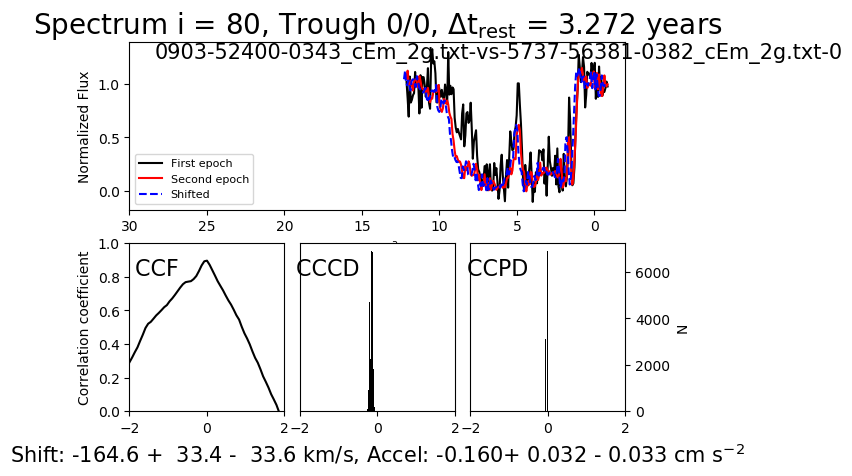 Spectrum i = 80, Trough 0/0, Δt_rest = 3.272 years
0903-52400-0343_cEm_2g.txt-vs-5737-56381-0382_cEm_2g.txt-0
Normalized Flux
1.0
0.5
0.0
First epoch
Second epoch
Shifted
30 25 20 15 10 5 0
Correlation coefficient
1.0
0.8
0.6
0.4
0.2
0.0
CCF
−2 0 2
CCCD
−2 0 2
CCPD
−2 0 2
6000
4000
2000
0
N
Shift: -164.6 + 33.4 - 33.6 km/s, Accel: -0.160+ 0.032 - 0.033 cm s⁻²